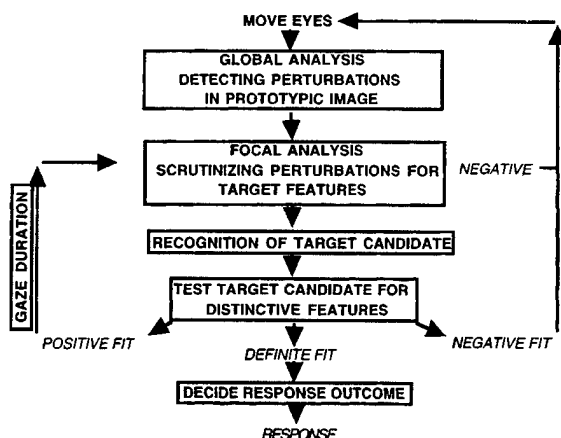 MOVE EYES
GLOBAL ANALYSIS
DETECTING PERTURBATIONS
IN PROTOTYPIC IMAGE
FOCAL ANALYSIS
SCRUTINIZING PERTURBATIONS FOR
TARGET FEATURES
NEGATIVE
GAZE DURATION
RECOGNITION OF TARGET CANDIDATE
TEST TARGET CANDIDATE FOR
DISTINCTIVE FEATURES
POSITIVE FIT
DEFINITE FIT
NEGATIVE FIT
DECIDE RESPONSE OUTCOME
RESPONSE